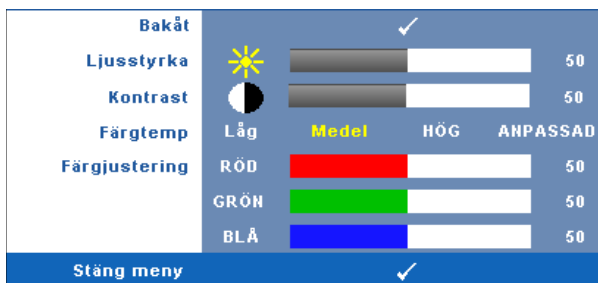 Bakåt
Ljusstyrka 50
Kontrast 50
Färgtemp Låg Medel HÖG ANPASSAD
Färgjustering RÖD 50
GRÖN 50
BLÅ 50
Stäng meny